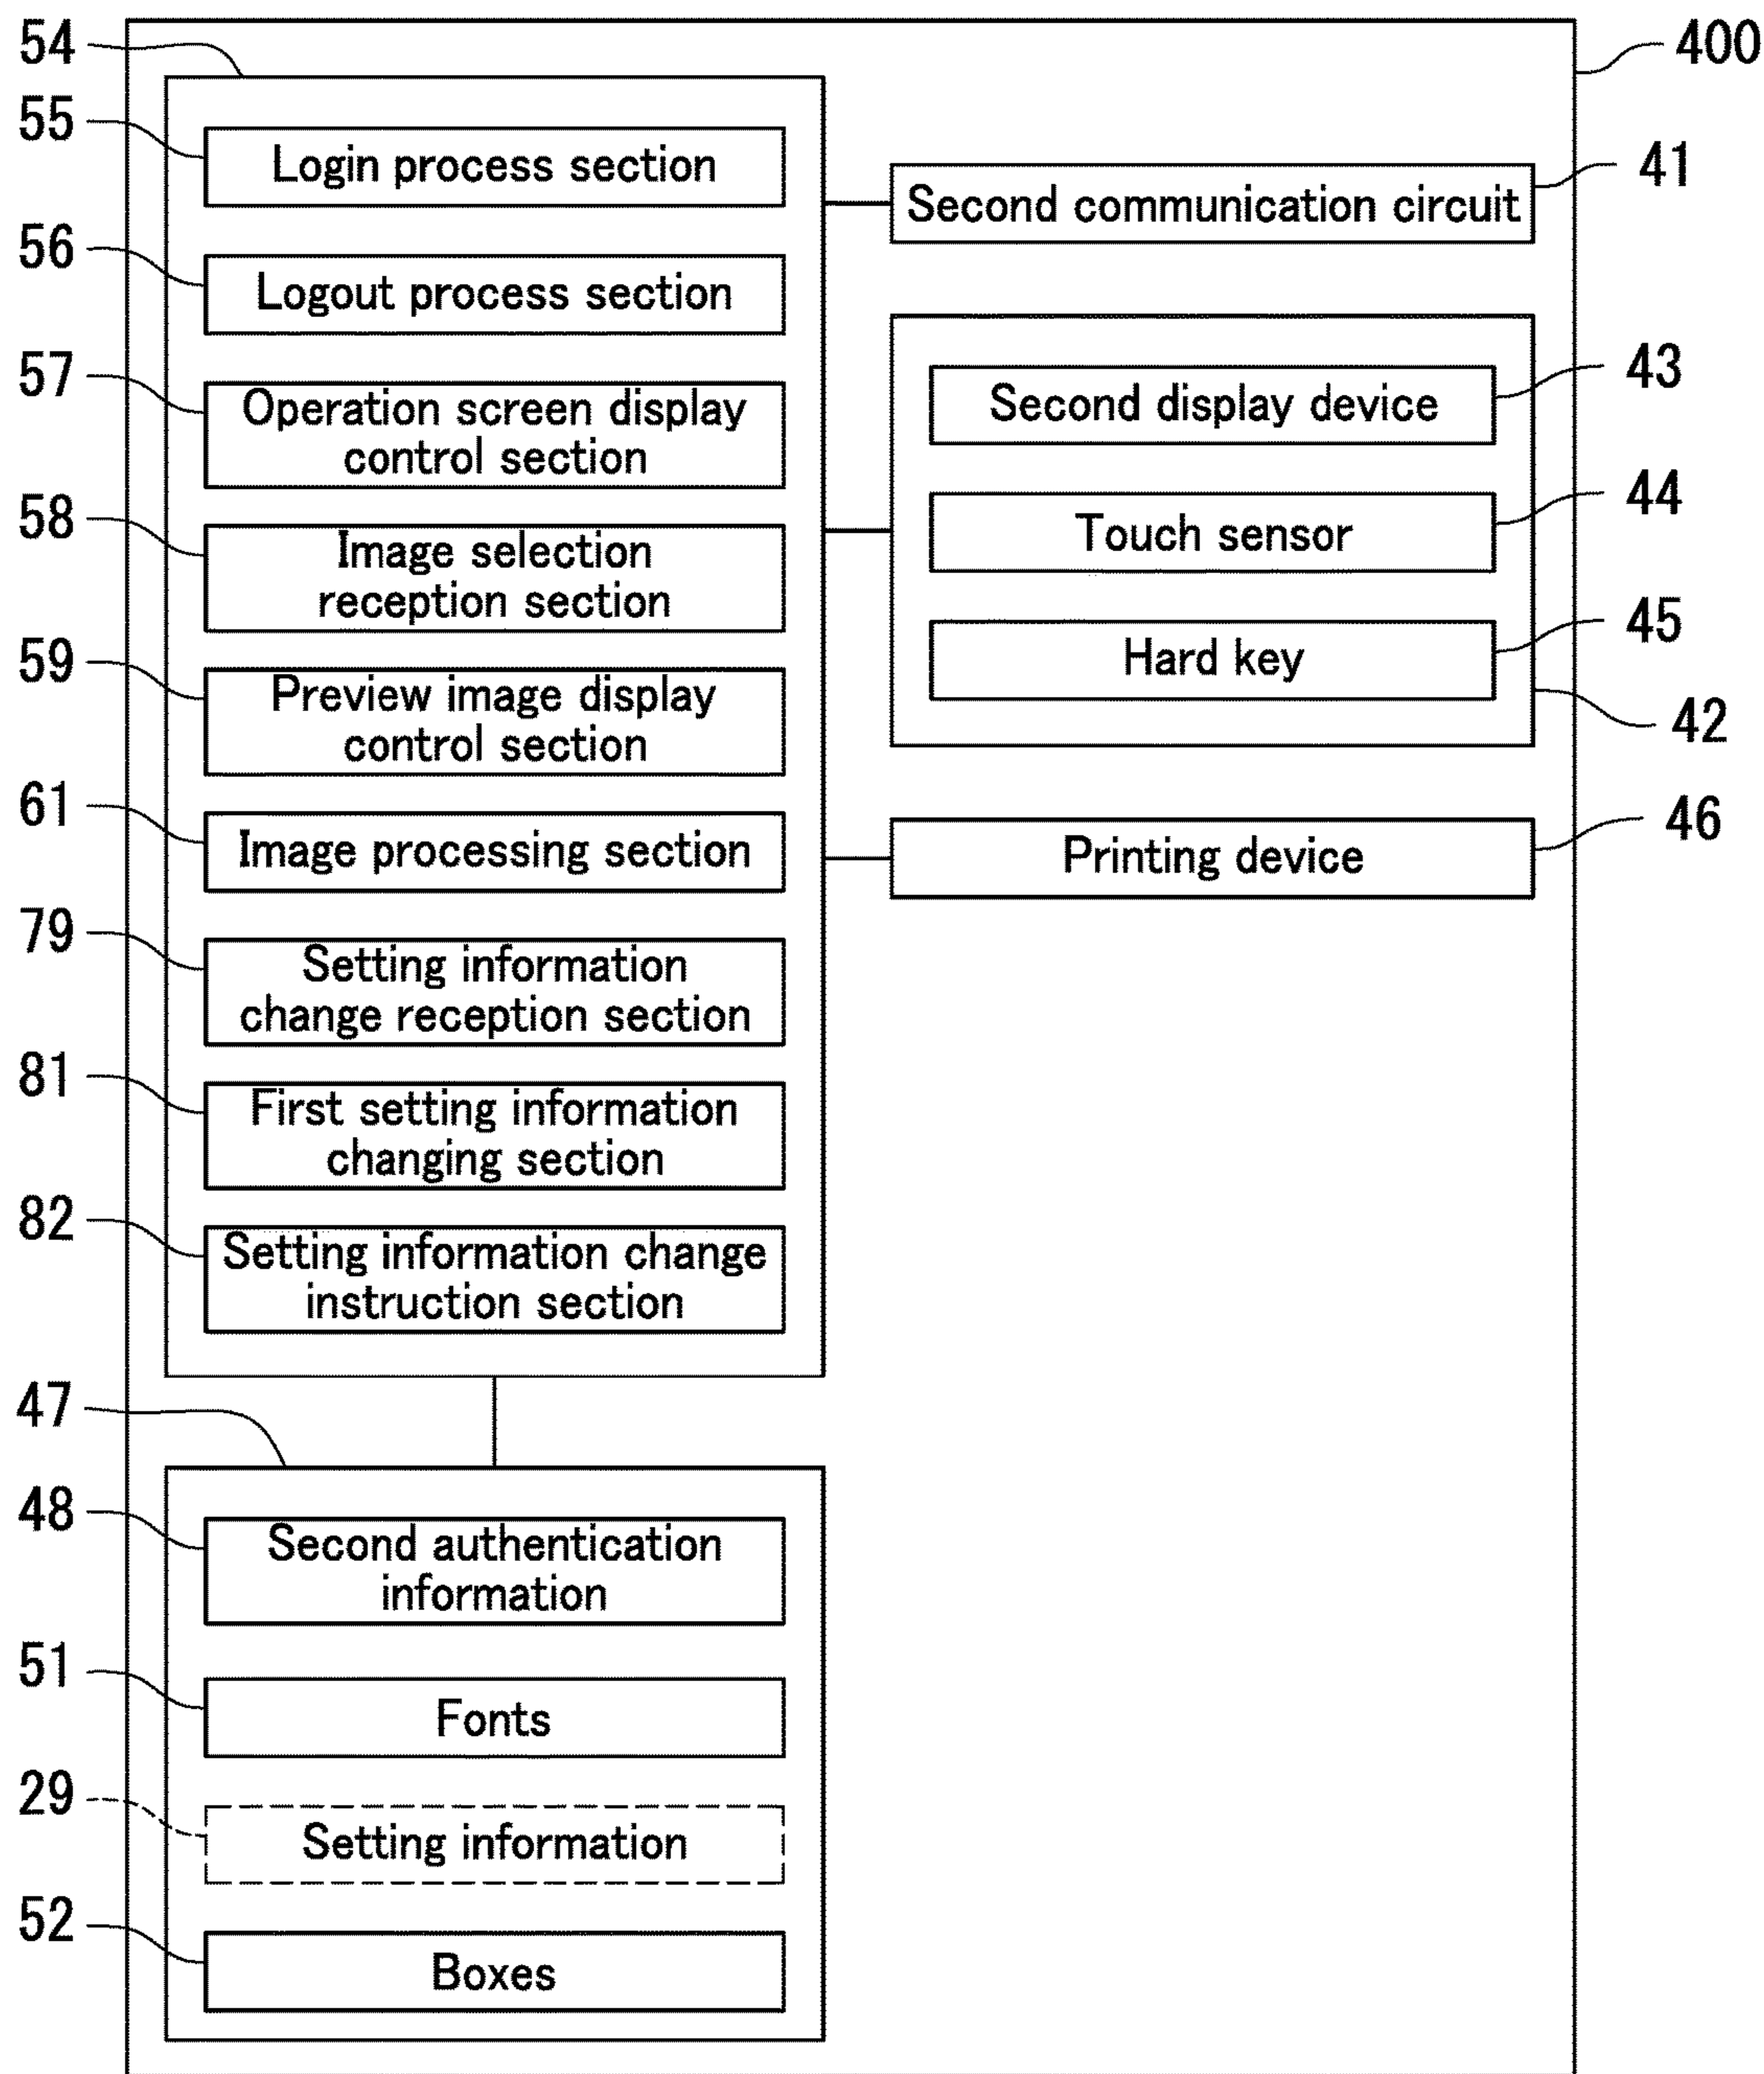 54
400
55
Login process section
41
Second communication circuit
56
Logout process section
57
Operation screen display
control section
43
Second display device
58
Image selection
reception section
44
Touch sensor
59
Preview image display
control section
45
Hard key
42
61
Image processing section
46
Printing device
79
Setting information
change reception section
81
First setting information
changing section
82
Setting information change
instruction section
47
48
Second authentication
information
51
Fonts
29
Setting information
52
Boxes